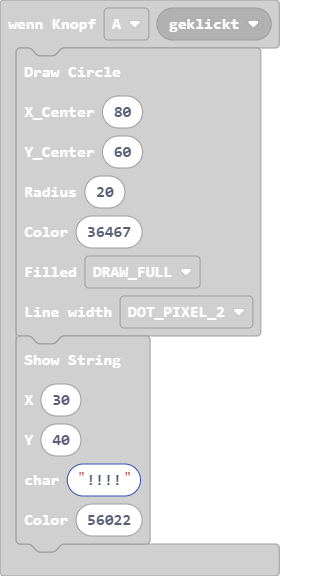 wenn Knopf A geklickt
Draw Circle
X_Center 80
Y_Center 60
Radius 20
Color 36467
Filled DRAW_FULL
Line width DOT_PIXEL_2
Show String
X 30
Y 40
char "!!!!"
Color 56022